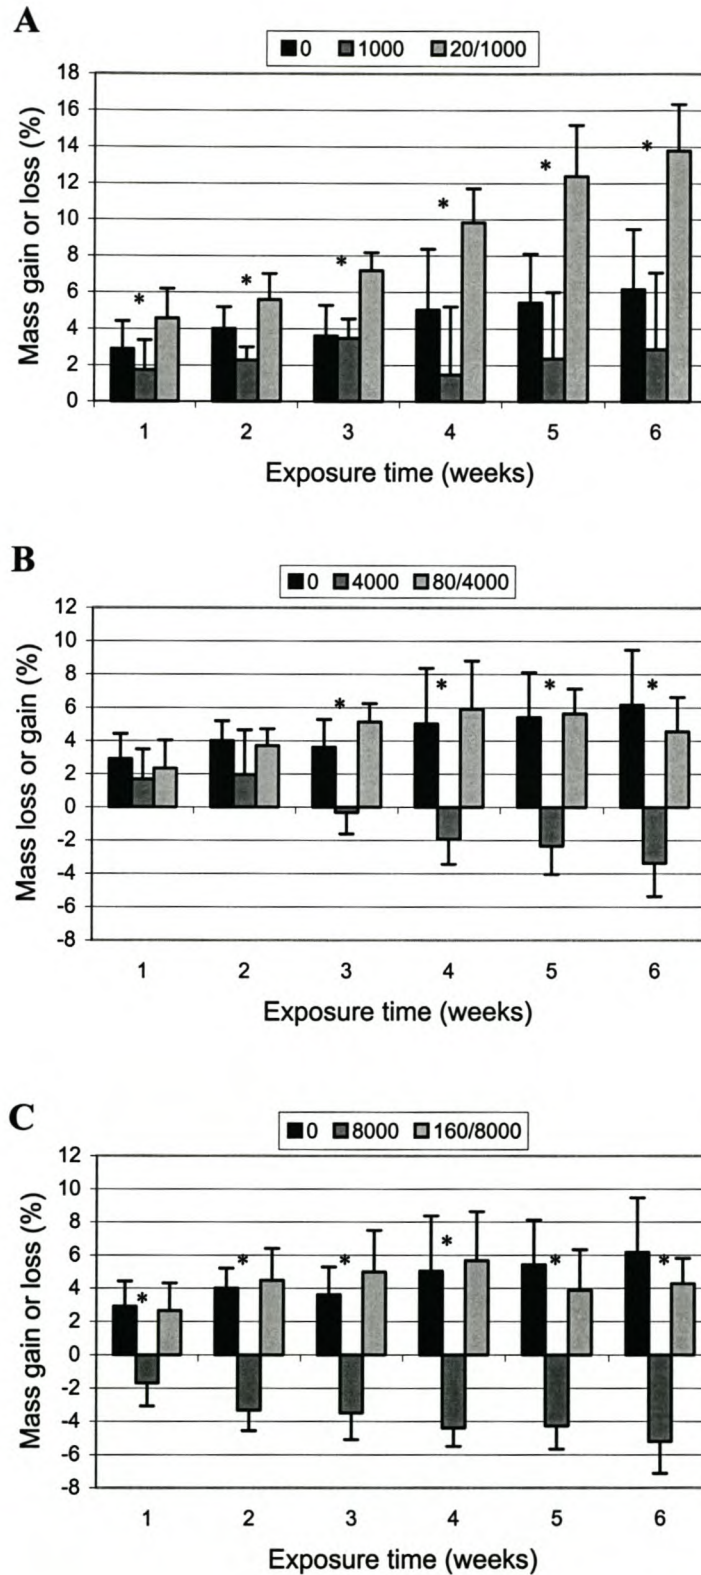 A
0 1000 20/1000
Mass gain or loss (%)
18
16
14
12
10
8
6
4
2
0
* * * * * *
1 2 3 4 5 6
Exposure time (weeks)
B
0 4000 80/4000
Mass loss or gain (%)
12
10
8
6
4
2
0
-2
-4
-6
-8
* * * *
1 2 3 4 5 6
Exposure time (weeks)
C
0 8000 160/8000
Mass gain or loss (%)
12
10
8
6
4
2
0
-2
-4
-6
-8
* * * * * *
1 2 3 4 5 6
Exposure time (weeks)